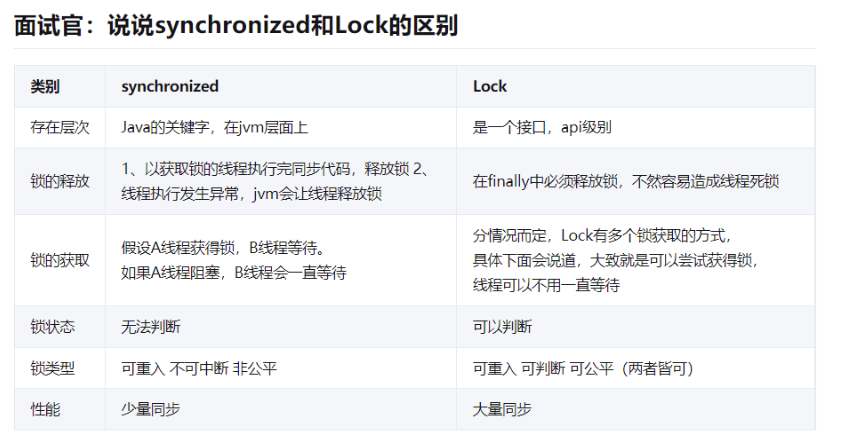 面试官：说说synchronized和Lock的区别
类别 synchronized Lock
存在层次 Java的关键字，在jvm层面上 是一个接口，api级别
锁的释放
1、以获取锁的线程执行完同步代码，释放锁 2、
线程执行发生异常，jvm会让线程释放锁
在finally中必须释放锁，不然容易造成线程死锁
锁的获取
假设A线程获得锁，B线程等待。
如果A线程阻塞，B线程会一直等待
分情况而定，Lock有多个锁获取的方式，
具体下面会说道，大致就是可以尝试获得锁，
线程可以不用一直等待
锁状态 无法判断 可以判断
锁类型 可重入 不可中断 非公平 可重入 可判断 可公平（两者皆可）
性能 少量同步 大量同步